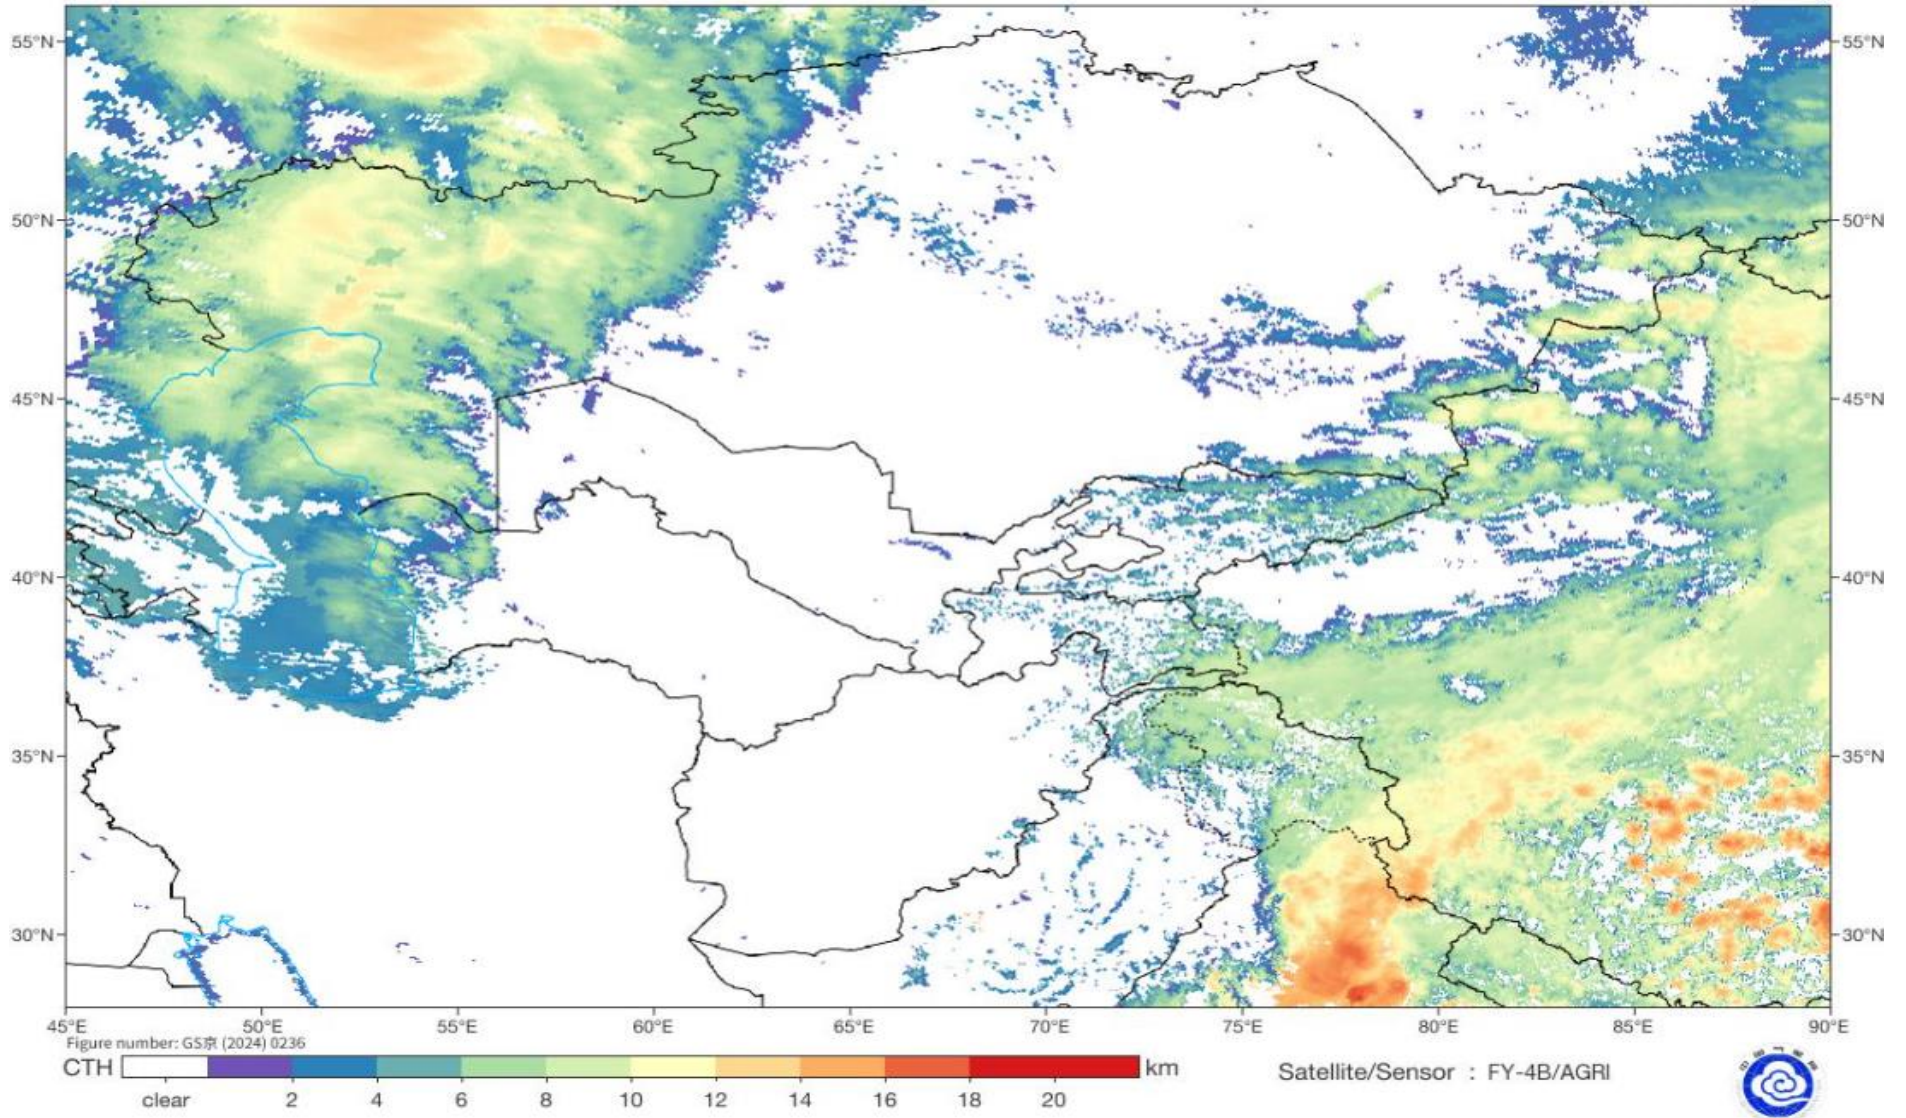 55°N 55°N
50°N 50°N
45°N 45°N
40°N 40°N
35°N 35°N
30°N 30°N
45°E 50°E 55°E 60°E 65°E 70°E 75°E 80°E 85°E 90°E
Figure number: GS京 (2024) 0236
CTH km
clear 2 4 6 8 10 12 14 16 18 20
Satellite/Sensor : FY-4B/AGRI